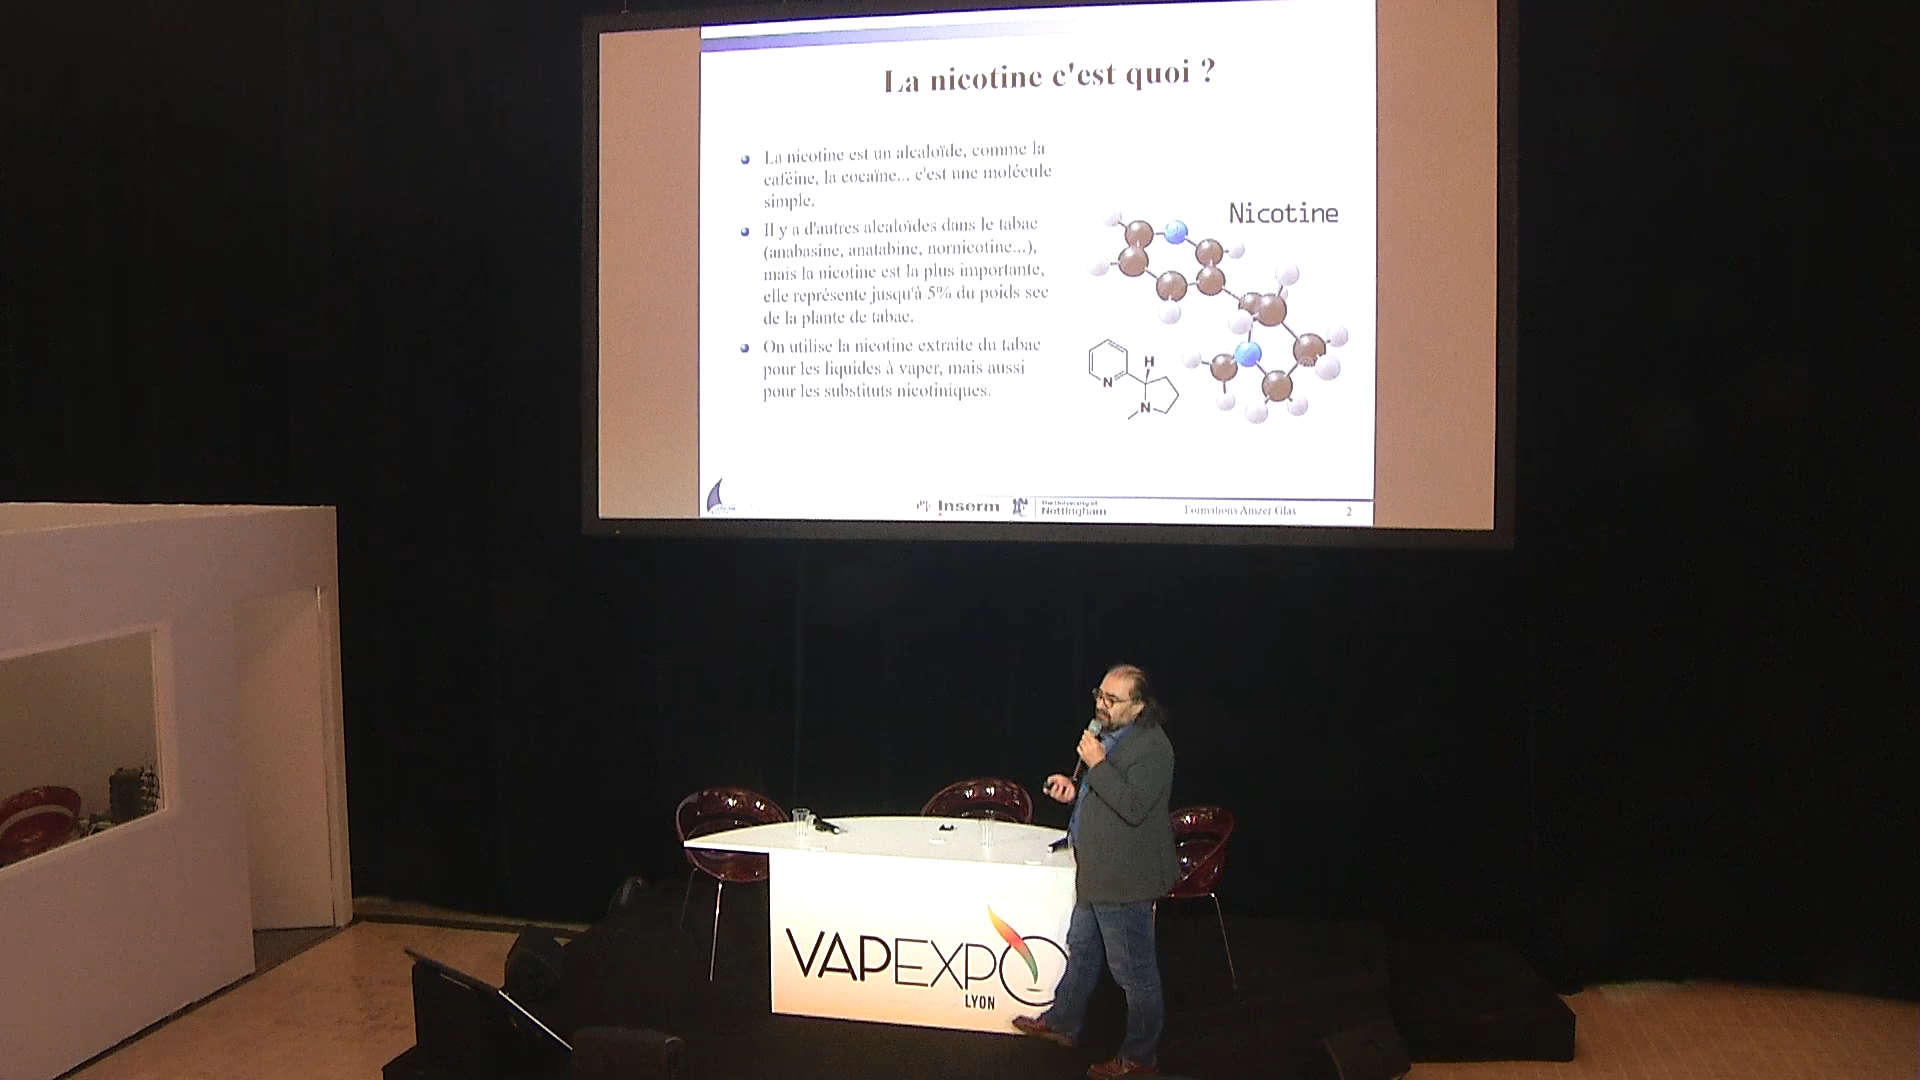 La nicotine c'est quoi ?
La nicotine est un alcaloïde, comme la
caféine, la cocaïne... c'est une molécule
simple.
Il y a d'autres alcaloïdes dans le tabac
(anabasine, anatabine, nornicotine...),
mais la nicotine est la plus importante,
elle représente jusqu'à 5% du poids sec
de la plante de tabac.
On utilise la nicotine extraite du tabac
pour les liquides à vaper, mais aussi
pour les substituts nicotiniques.
Nicotine
H
N
N
Inserm
The University of
Nottingham
Formations Amzer Glas
2
VAPEXPO
LYON